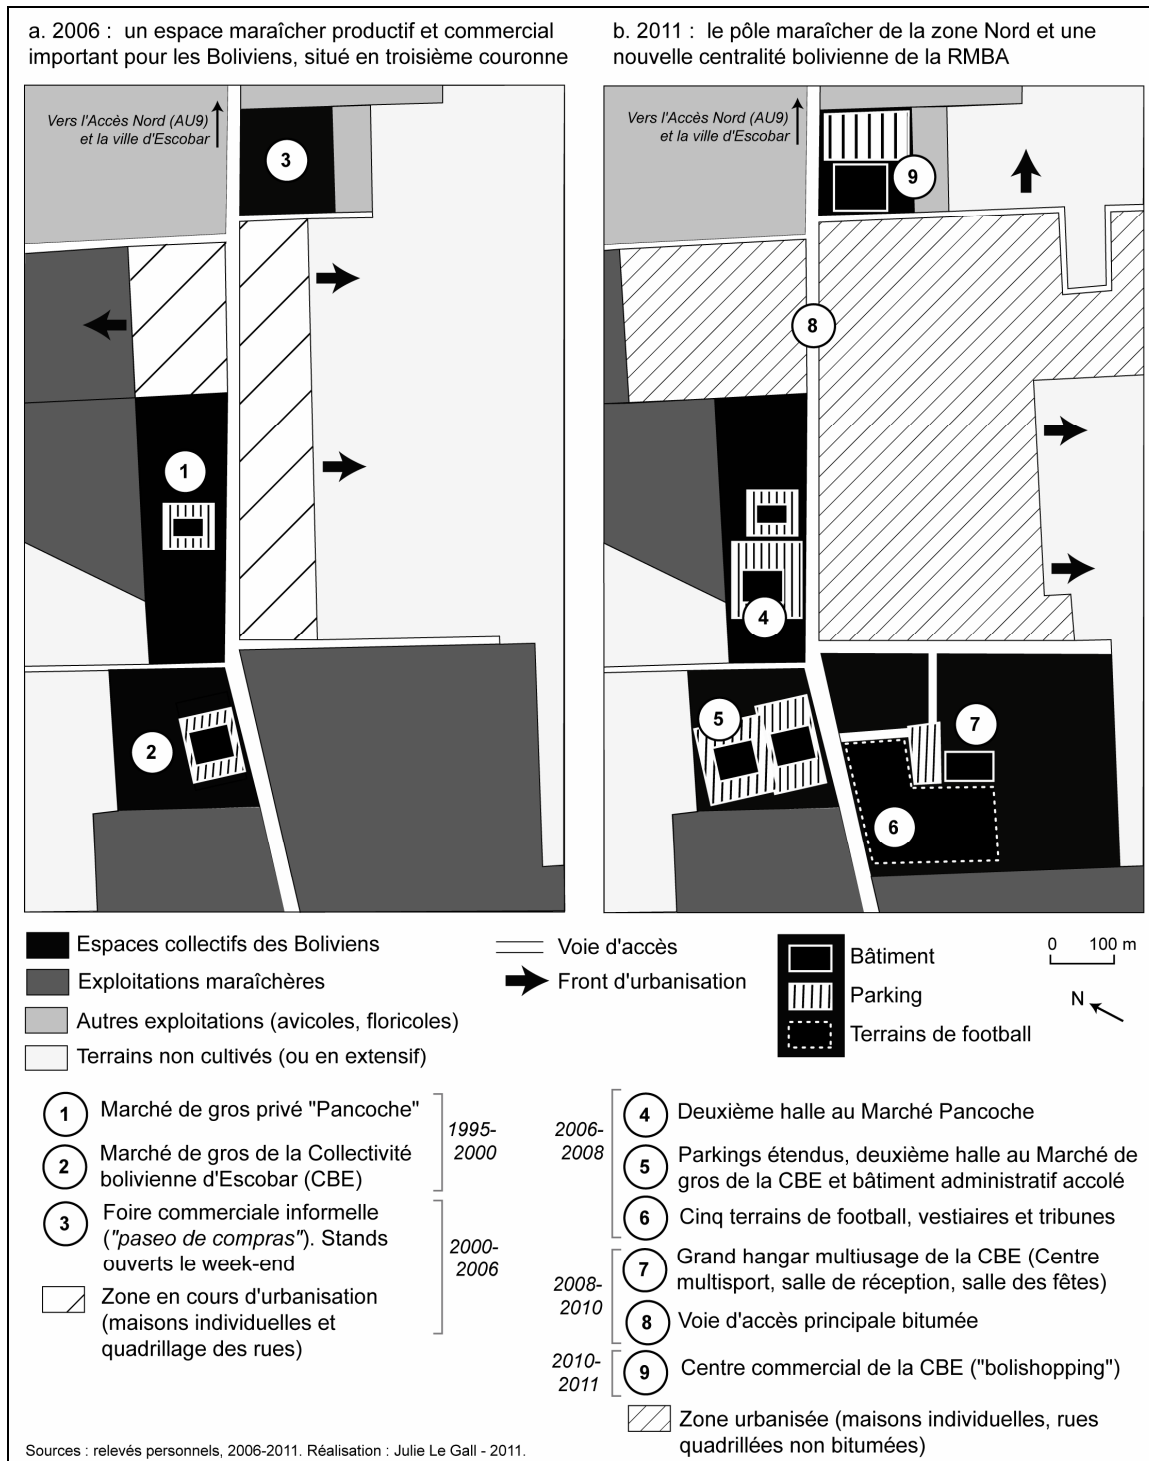 a. 2006 : un espace maraîcher productif et commercial
important pour les Boliviens, situé en troisième couronne
b. 2011 : le pôle maraîcher de la zone Nord et une
nouvelle centralité bolivienne de la RMBA
Vers l'Accès Nord (AU9)
et la ville d'Escobar
3
1
2
Vers l'Accès Nord (AU9)
et la ville d'Escobar
9
8
4
5
7
6
Espaces collectifs des Boliviens
Exploitations maraîchères
Autres exploitations (avicoles, floricoles)
Terrains non cultivés (ou en extensif)
Voie d'accès
Front d'urbanisation
Bâtiment
Parking
Terrains de football
0 100 m
N
1 Marché de gros privé "Pancoche"
2 Marché de gros de la Collectivité
bolivienne d'Escobar (CBE)
1995-
2000
3 Foire commerciale informelle
("paseo de compras"). Stands
ouverts le week-end
Zone en cours d'urbanisation
(maisons individuelles et
quadrillage des rues)
2000-
2006
2006-
2008
4 Deuxième halle au Marché Pancoche
5 Parkings étendus, deuxième halle au Marché de
gros de la CBE et bâtiment administratif accolé
6 Cinq terrains de football, vestiaires et tribunes
2008-
2010
7 Grand hangar multiusage de la CBE (Centre
multisport, salle de réception, salle des fêtes)
8 Voie d'accès principale bitumée
2010-
2011
9 Centre commercial de la CBE ("bolishopping")
Zone urbanisée (maisons individuelles, rues
quadrillées non bitumées)
Sources : relevés personnels, 2006-2011. Réalisation : Julie Le Gall - 2011.